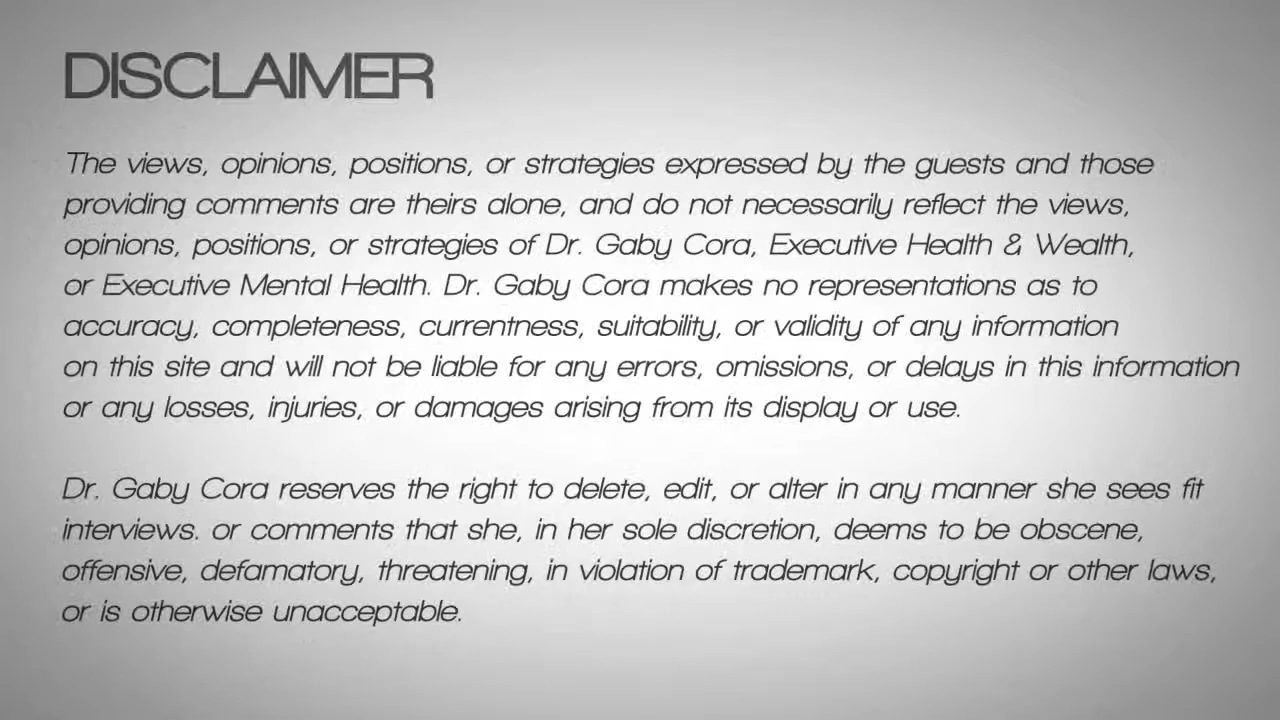 DISCLAIMER
The views, opinions, positions, or strategies expressed by the guests and those
providing comments are theirs alone, and do not necessarily reflect the views,
opinions, positions, or strategies of Dr. Gaby Cora, Executive Health & Wealth,
or Executive Mental Health. Dr. Gaby Cora makes no representations as to
accuracy, completeness, currentness, suitability, or validity of any information
on this site and will not be liable for any errors, omissions, or delays in this information
or any losses, injuries, or damages arising from its display or use.
Dr. Gaby Cora reserves the right to delete, edit, or alter in any manner she sees fit
interviews. or comments that she, in her sole discretion, deems to be obscene,
offensive, defamatory, threatening, in violation of trademark, copyright or other laws,
or is otherwise unacceptable.